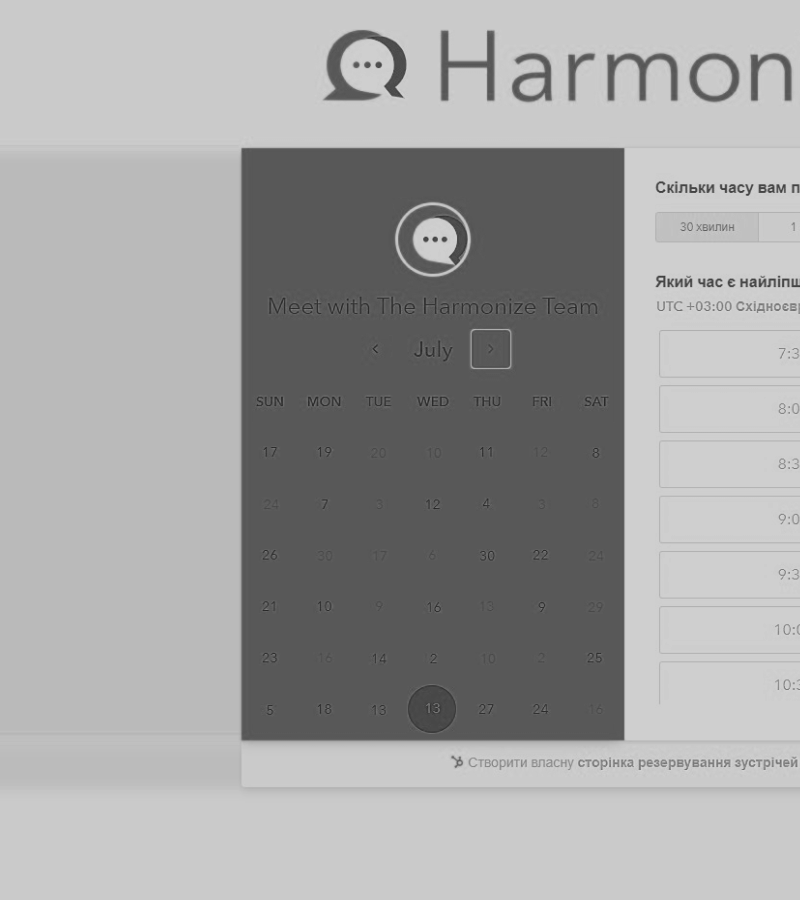 Harmon
Meet with The Harmonize Team
July
SUN MON TUE WED THU FRI SAT
17 19 20 10 11 12 8
24 7 3 12 4 3 8
26 30 17 6 30 22 24
21 10 9 16 13 9 29
23 16 14 2 10 2 25
5 18 13 13 27 24 16
Скільки часу вам п
30 хвилин 1
Який час є найліпш
UTC +03:00 Східноєвр
7:3
8:0
8:3
9:0
9:3
10:0
10:3
Створити власну сторінка резервування зустрічей